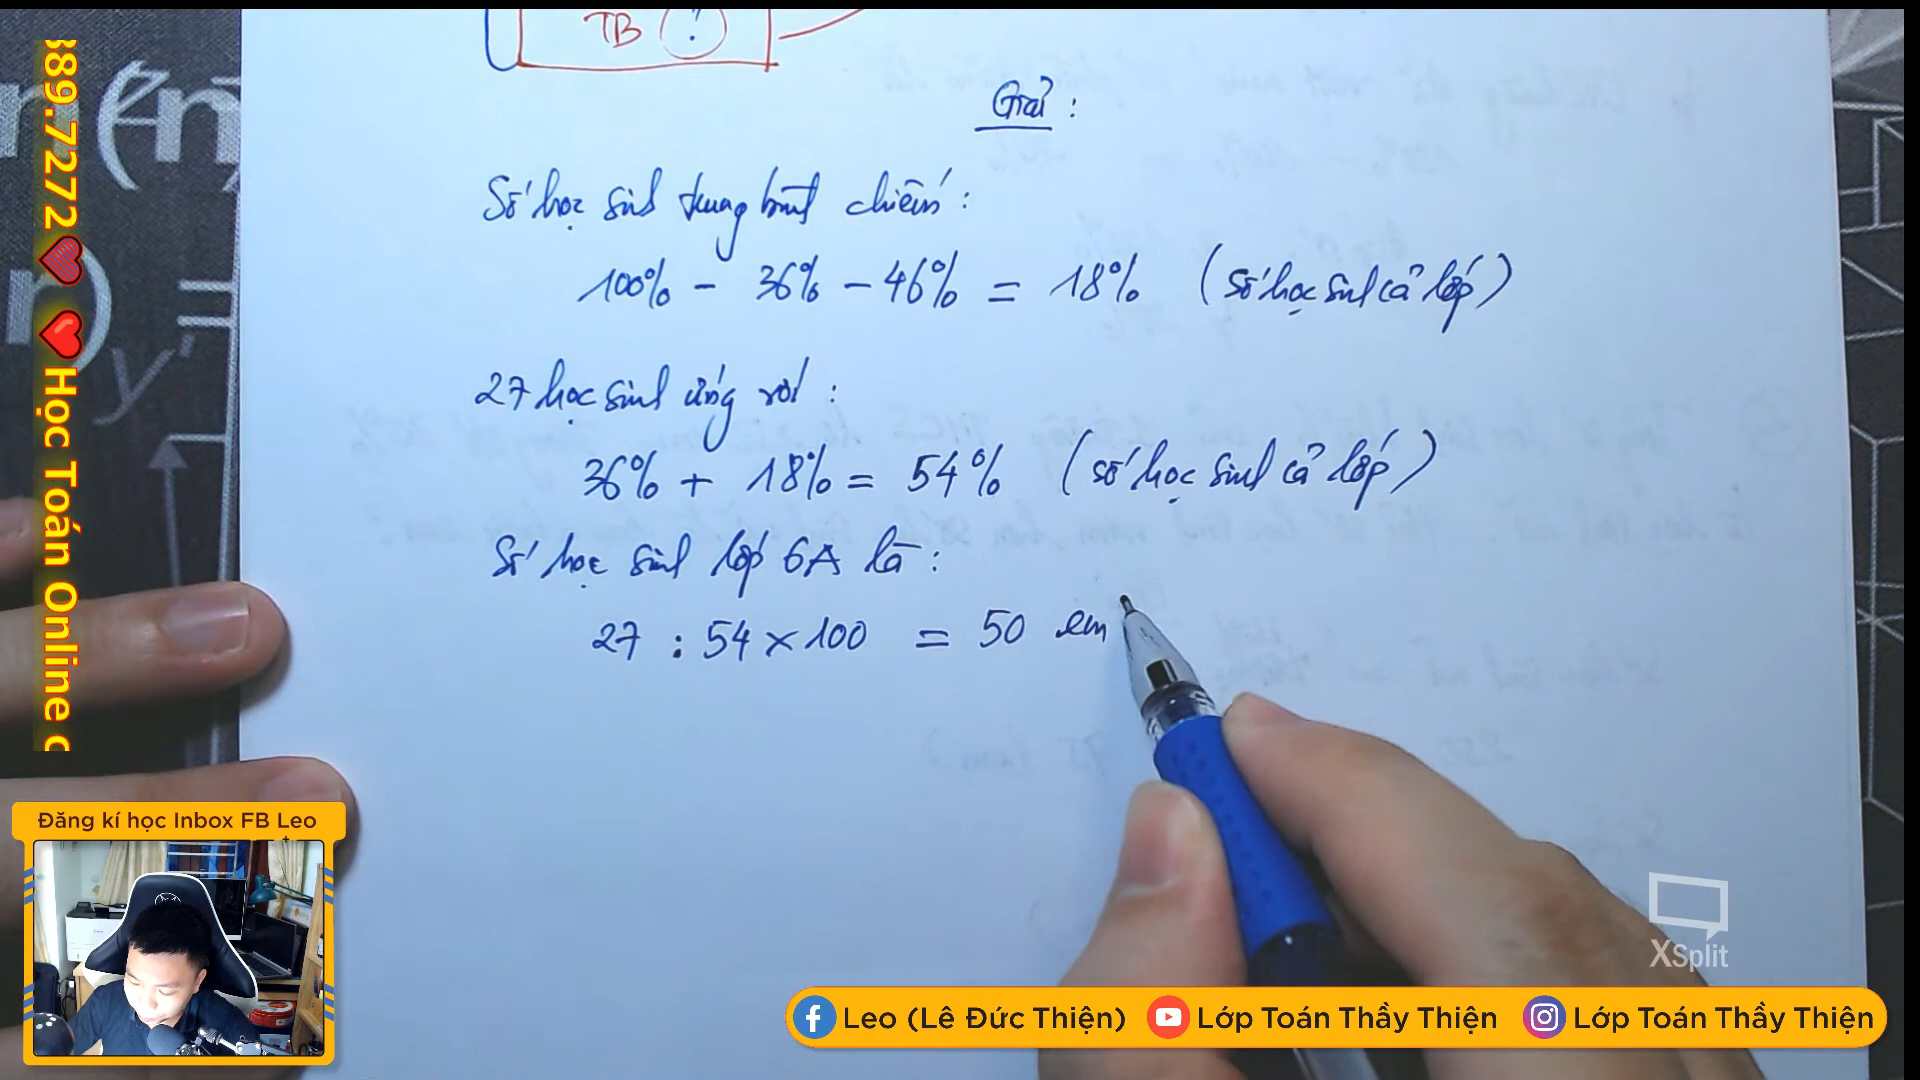 TB ?
Giải :
Số học sinh trung bình chiếm :
100% - 36% - 46% = 18% (số học sinh cả lớp)
27 học sinh ứng với :
36% + 18% = 54% (số học sinh cả lớp)
Số học sinh lớp 6A là :
27 : 54 x 100 = 50 em
89.7272 ❤ ❤ Học Toán Online
Đăng kí học Inbox FB Leo
XSplit
Leo (Lê Đức Thiện) Lớp Toán Thầy Thiện Lớp Toán Thầy Thiện